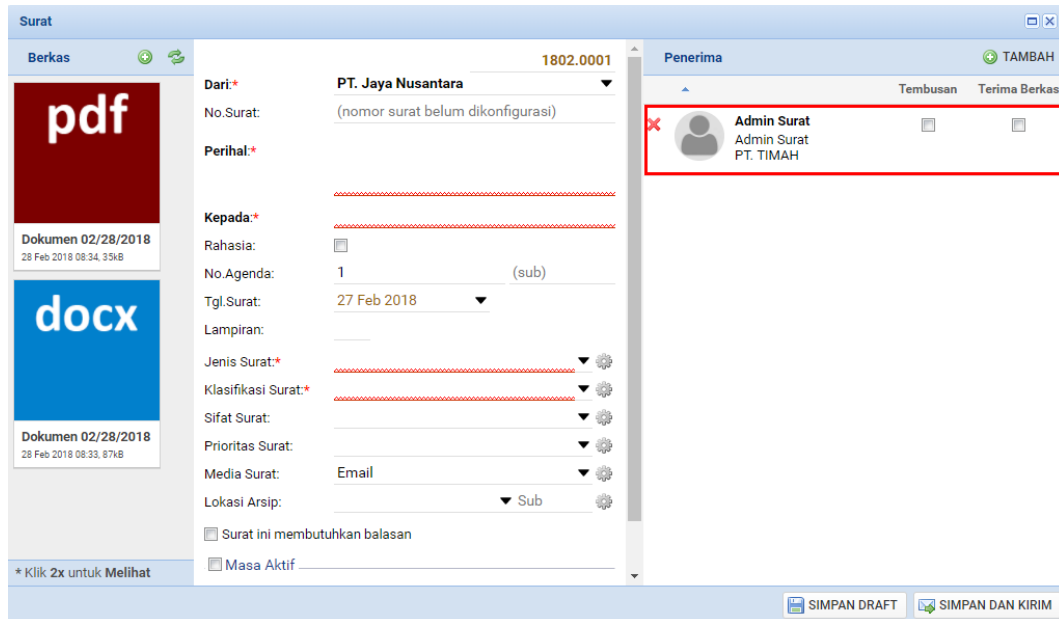 Surat
Berkas
pdf
Dokumen 02/28/2018
28 Feb 2018 08:34, 35kB
docx
Dokumen 02/28/2018
28 Feb 2018 08:33, 87kB
* Klik 2x untuk Melihat
1802.0001
Dari:* PT. Jaya Nusantara
No.Surat: (nomor surat belum dikonfigurasi)
Perihal:*
Kepada:*
Rahasia:
No.Agenda: 1 (sub)
Tgl.Surat: 27 Feb 2018
Lampiran:
Jenis Surat:*
Klasifikasi Surat:*
Sifat Surat:
Prioritas Surat:
Media Surat: Email
Lokasi Arsip: Sub
Surat ini membutuhkan balasan
Masa Aktif
Penerima TAMBAH
Tembusan Terima Berkas
Admin Surat
Admin Surat
PT. TIMAH
SIMPAN DRAFT SIMPAN DAN KIRIM